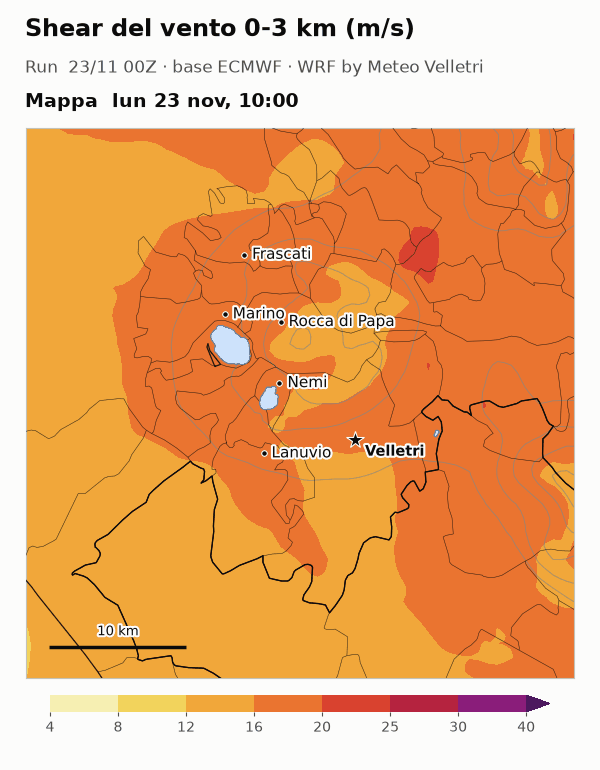 Shear del vento 0-3 km (m/s)
Run  23/11 00Z · base ECMWF · WRF by Meteo Velletri
Mappa  lun 23 nov, 10:00
Frascati
Marino
Rocca di Papa
Nemi
Velletri
Lanuvio
10 km
4 8 12 16 20 25 30 40